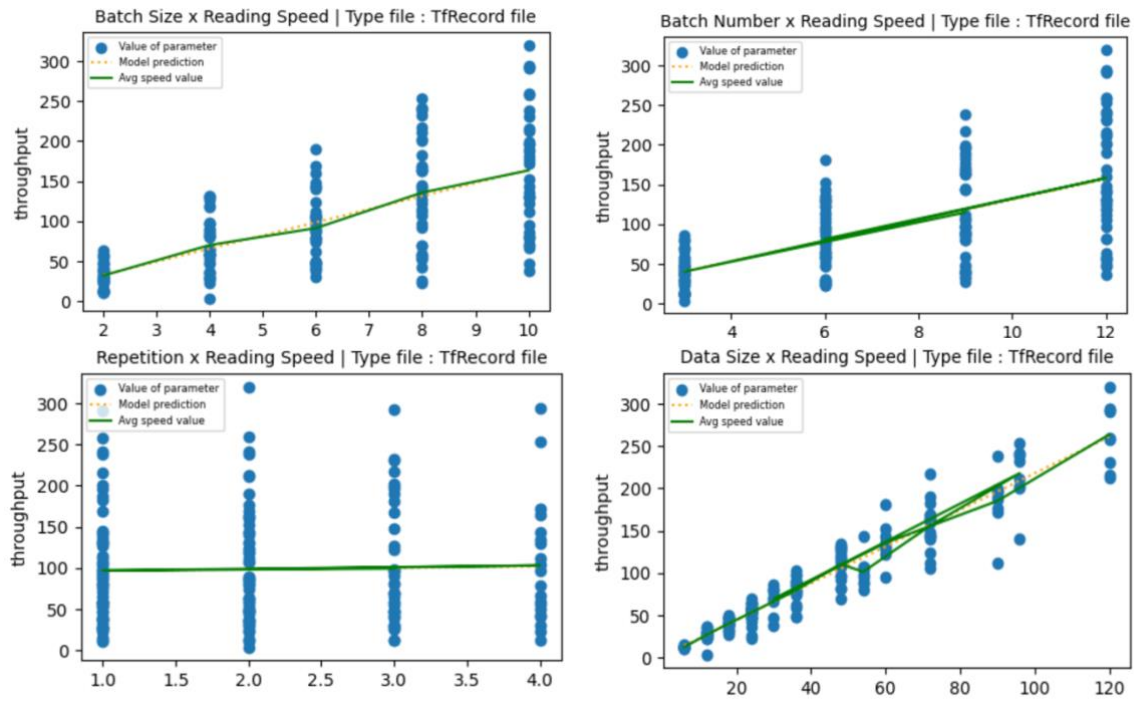 Batch Size x Reading Speed | Type file : TfRecord file
Value of parameter
Model prediction
Avg speed value
throughput
300
250
200
150
100
50
0
2 3 4 5 6 7 8 9 10
Batch Number x Reading Speed | Type file : TfRecord file
Value of parameter
Model prediction
Avg speed value
throughput
300
250
200
150
100
50
0
4 6 8 10 12
Repetition x Reading Speed | Type file : TfRecord file
Value of parameter
Model prediction
Avg speed value
throughput
300
250
200
150
100
50
0
1.0 1.5 2.0 2.5 3.0 3.5 4.0
Data Size x Reading Speed | Type file : TfRecord file
Value of parameter
Model prediction
Avg speed value
throughput
300
250
200
150
100
50
0
20 40 60 80 100 120